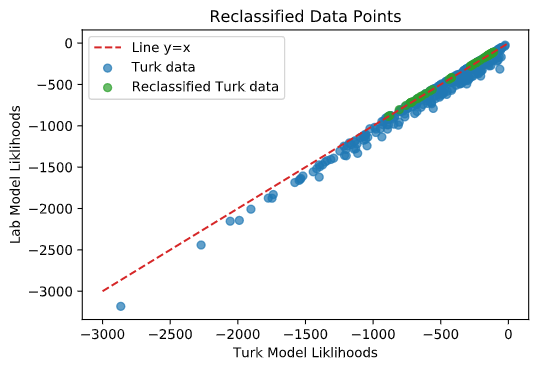 Reclassified Data Points
Line y=x
Turk data
Reclassified Turk data
0
−500
−1000
−1500
−2000
−2500
−3000
Lab Model Liklihoods
−3000 −2500 −2000 −1500 −1000 −500 0
Turk Model Liklihoods